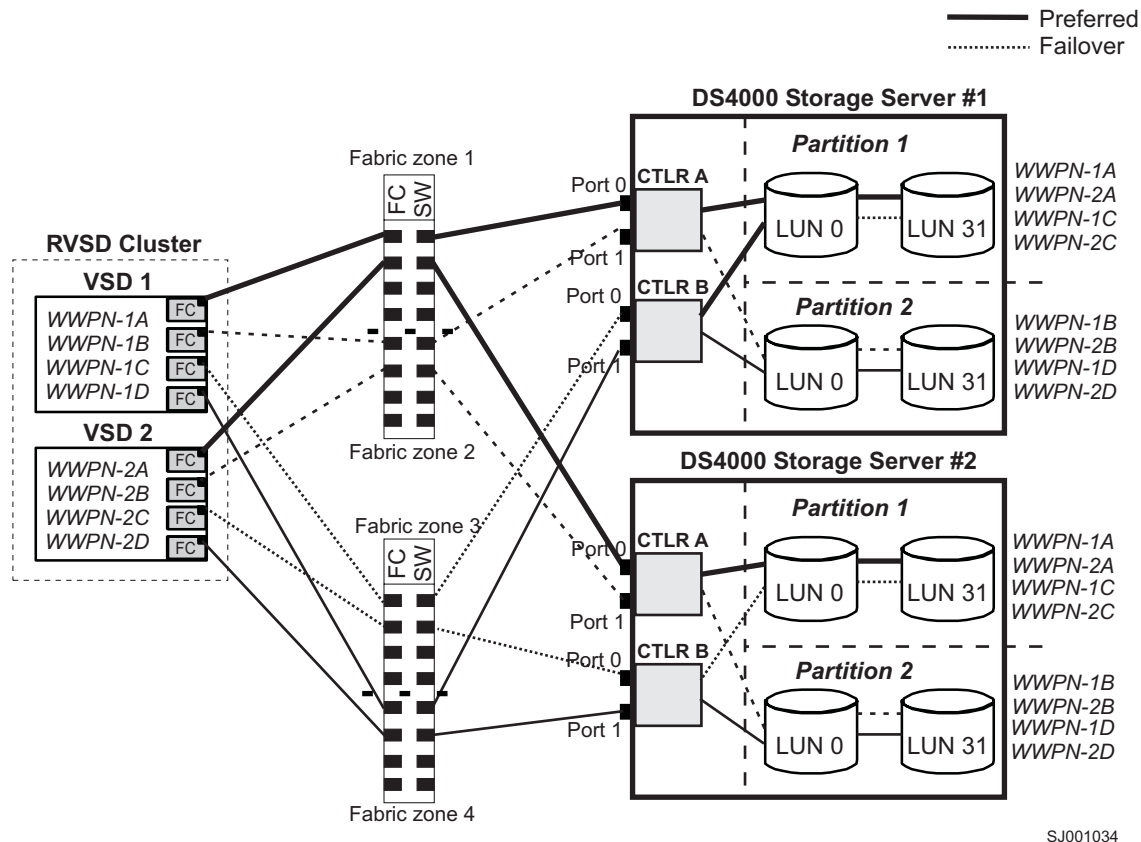 Preferred
Failover
DS4000 Storage Server #1
Fabric zone 1
FC
SW
Port 0
CTLR A
Port 1
Port 0
CTLR B
Port 1
Partition 1
LUN 0
LUN 31
WWPN-1A
WWPN-2A
WWPN-1C
WWPN-2C
Partition 2
LUN 0
LUN 31
WWPN-1B
WWPN-2B
WWPN-1D
WWPN-2D
RVSD Cluster
VSD 1
WWPN-1A
FC
WWPN-1B
FC
WWPN-1C
FC
WWPN-1D
FC
VSD 2
WWPN-2A
FC
WWPN-2B
FC
WWPN-2C
FC
WWPN-2D
FC
Fabric zone 2
DS4000 Storage Server #2
Fabric zone 3
FC
SW
Port 0
CTLR A
Port 1
Port 0
CTLR B
Port 1
Partition 1
LUN 0
LUN 31
WWPN-1A
WWPN-2A
WWPN-1C
WWPN-2C
Partition 2
LUN 0
LUN 31
WWPN-1B
WWPN-2B
WWPN-1D
WWPN-2D
Fabric zone 4
SJ001034